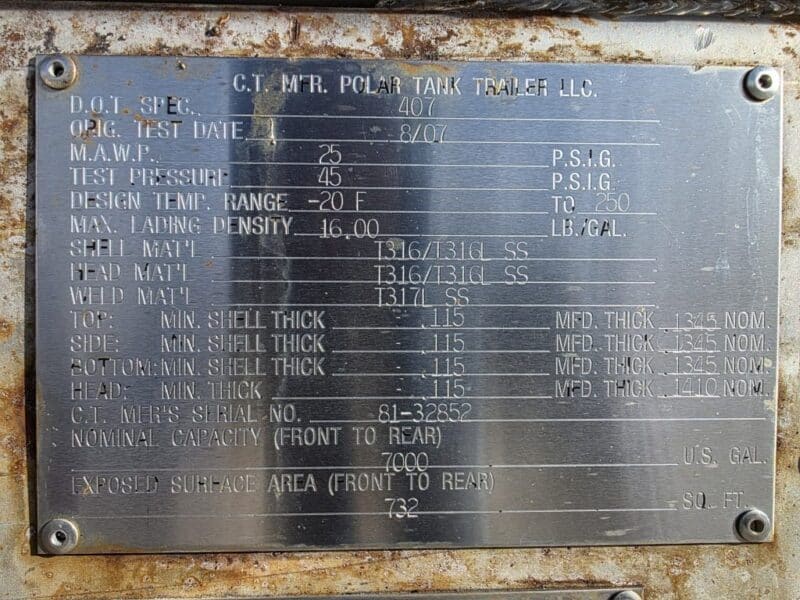 C.T. MFR. POLAR TANK TRAILER LLC.
D.O.T. SPEC. 407
ORIG. TEST DATE 8/07
M.A.W.P. 25 P.S.I.G.
TEST PRESSURE 45 P.S.I.G.
DESIGN TEMP. RANGE -20 F TO 250
MAX. LADING DENSITY 16.00 LB./GAL.
SHELL MAT'L T316/T316L SS
HEAD MAT'L T316/T316L SS
WELD MAT'L T317L SS
TOP: MIN. SHELL THICK .115 MFD. THICK .1345 NOM.
SIDE: MIN. SHELL THICK .115 MFD. THICK .1345 NOM.
BOTTOM: MIN. SHELL THICK .115 MFD. THICK .1345 NOM.
HEAD: MIN. THICK .115 MFD. THICK .1410 NOM.
C.T. MFR'S SERIAL NO. 81-32852
NOMINAL CAPACITY (FRONT TO REAR)
7000 U.S. GAL.
EXPOSED SURFACE AREA (FRONT TO REAR)
732 SQ. FT.